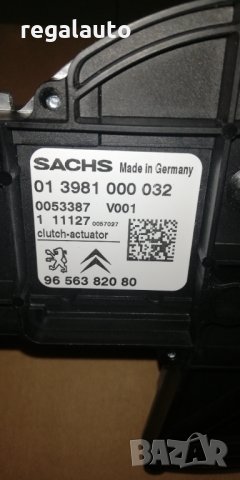 regalauto
SACHS Made in Germany
01 3981 000 032
0053387 V001
1 11127 0057027
clutch-actuator
96 563 820 80
BAZAR